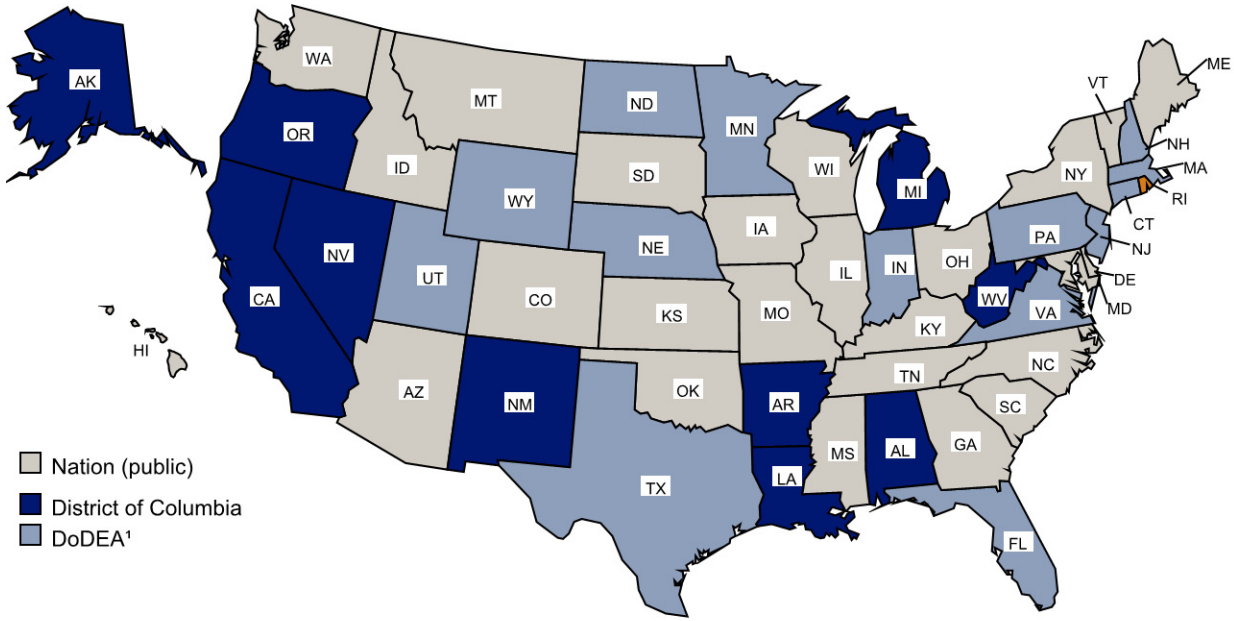 AK
WA
MT
ND
MN
VT
ME
OR
ID
SD
WI
MI
NY
NH
MA
RI
CT
WY
NE
IA
PA
NJ
NV
UT
CO
IL
IN
OH
DE
MD
CA
KS
MO
WV
VA
KY
HI
AZ
NM
OK
AR
TN
NC
SC
MS
AL
GA
TX
LA
FL
Nation (public)
District of Columbia
DoDEA¹